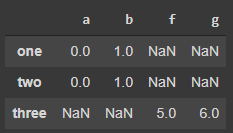 a b f g
one 0.0 1.0 NaN NaN
two 0.0 1.0 NaN NaN
three NaN NaN 5.0 6.0